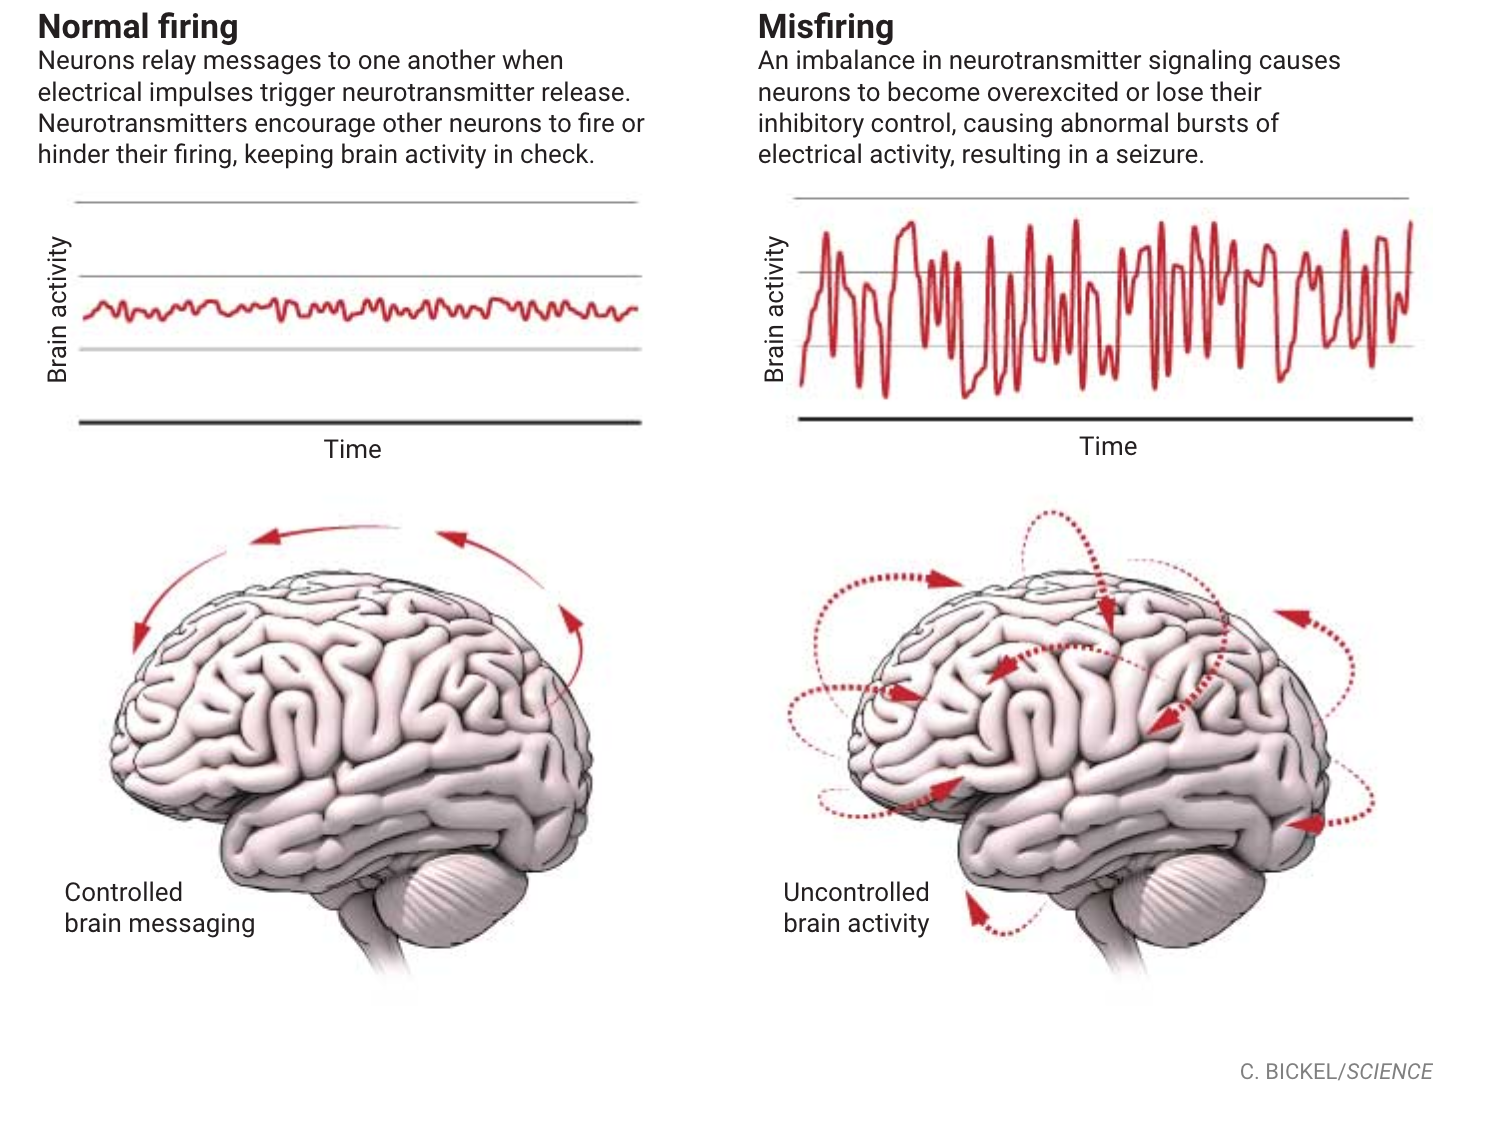 Normal firing
Neurons relay messages to one another when
electrical impulses trigger neurotransmitter release.
Neurotransmitters encourage other neurons to fire or
hinder their firing, keeping brain activity in check.
Brain activity
Time
Controlled
brain messaging
Misfiring
An imbalance in neurotransmitter signaling causes
neurons to become overexcited or lose their
inhibitory control, causing abnormal bursts of
electrical activity, resulting in a seizure.
Brain activity
Time
Uncontrolled
brain activity
C. BICKEL/SCIENCE